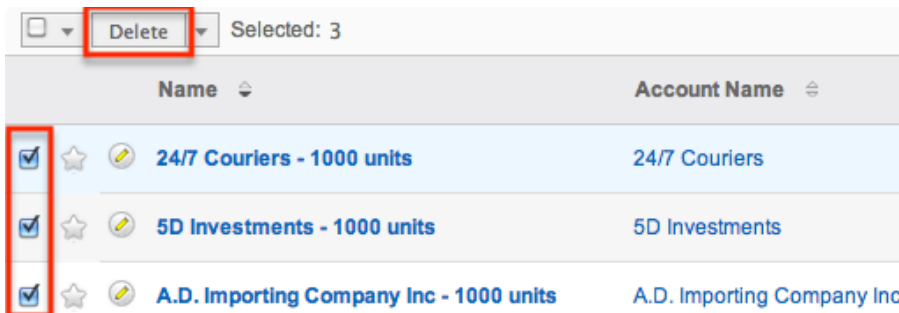 Delete Selected: 3
Name Account Name
24/7 Couriers - 1000 units 24/7 Couriers
5D Investments - 1000 units 5D Investments
A.D. Importing Company Inc - 1000 units A.D. Importing Company Inc